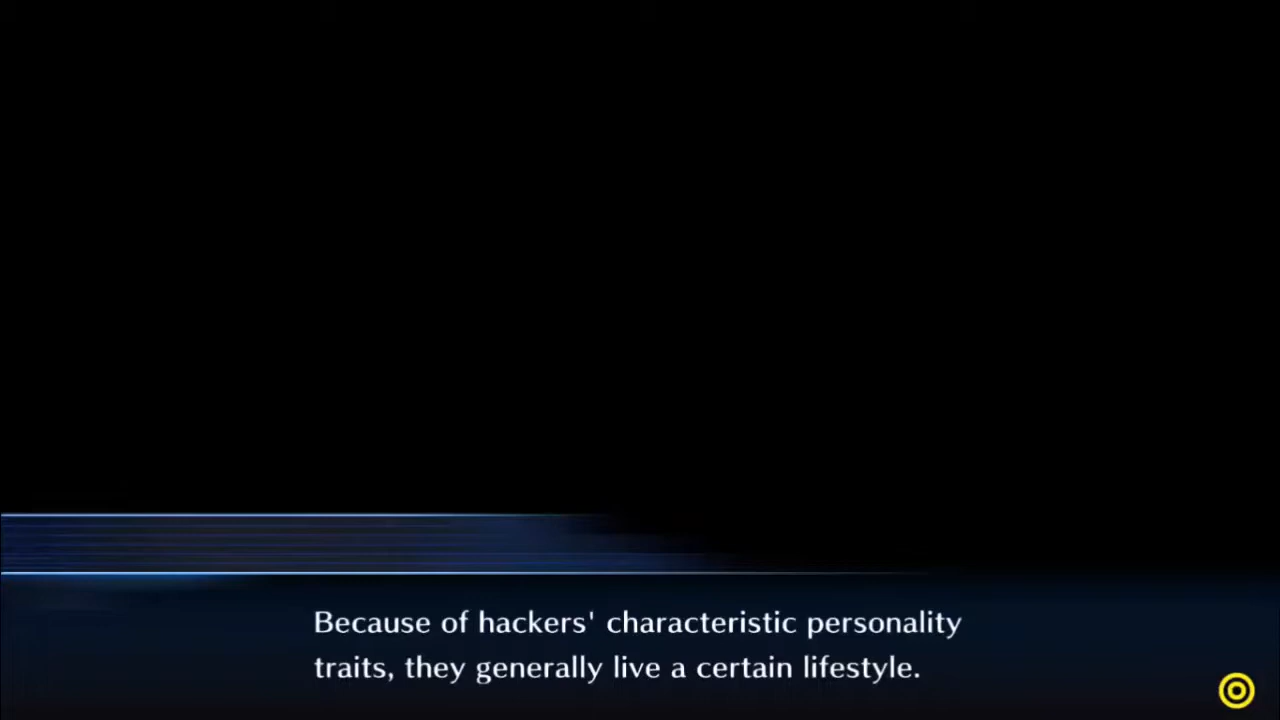 Because of hackers' characteristic personality
traits, they generally live a certain lifestyle.